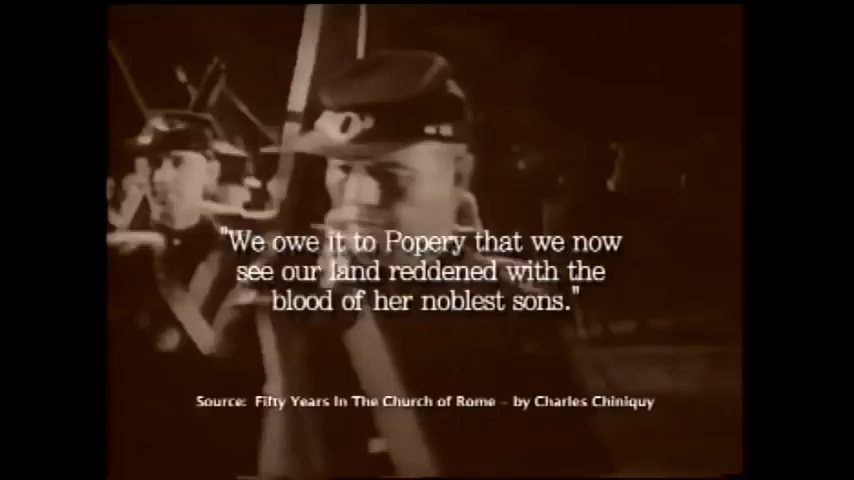 "We owe it to Popery that we now
see our land reddened with the
blood of her noblest sons."
Source: Fifty Years In The Church of Rome – by Charles Chiniquy